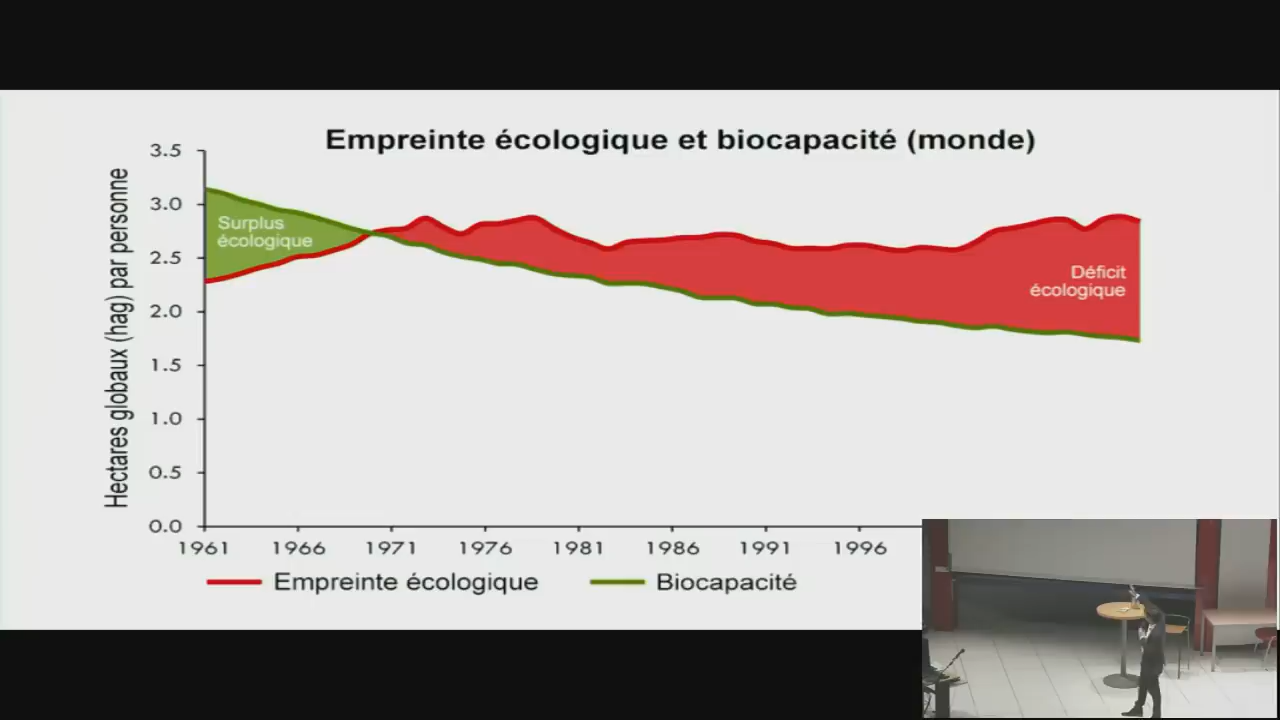 Empreinte écologique et biocapacité (monde)
Hectares globaux (hag) par personne
3.5
3.0
2.5
2.0
1.5
1.0
0.5
0.0
Surplus
écologique
Déficit
écologique
1961 1966 1971 1976 1981 1986 1991 1996
Empreinte écologique Biocapacité